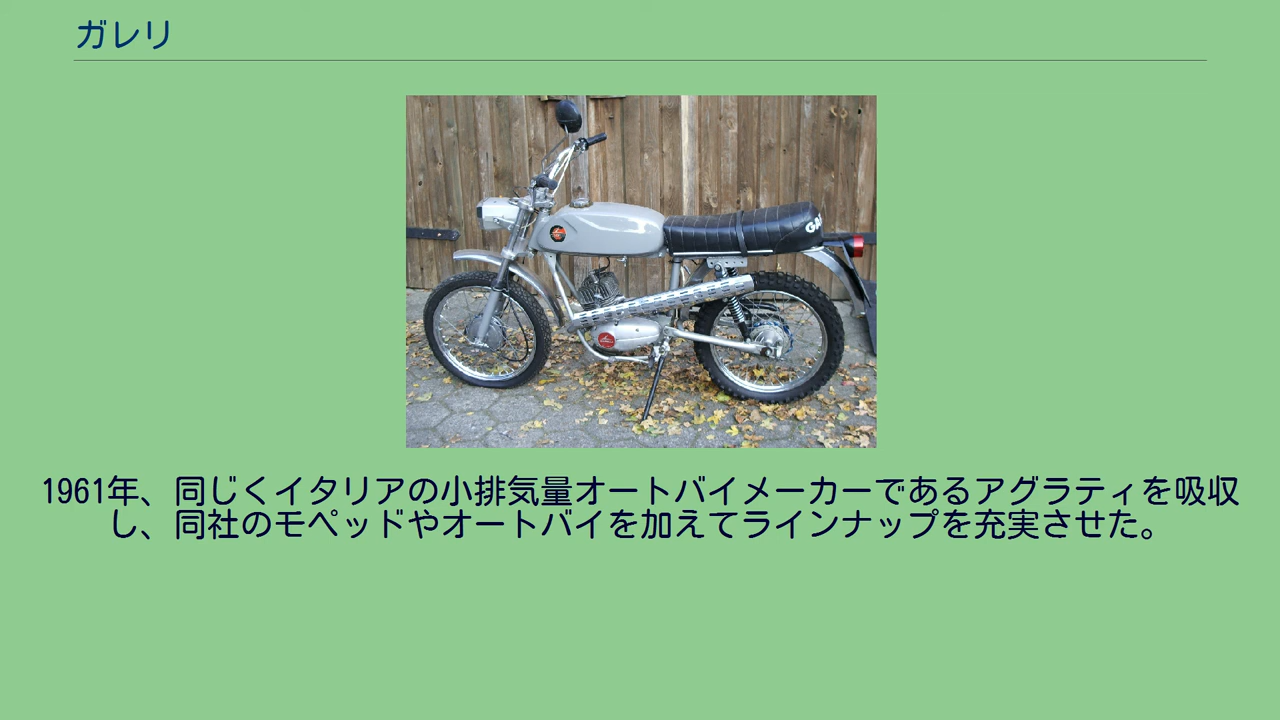 ガレリ
GA
1961年、同じくイタリアの小排気量オートバイメーカーであるアグラティを吸収
し、同社のモペッドやオートバイを加えてラインナップを充実させた。